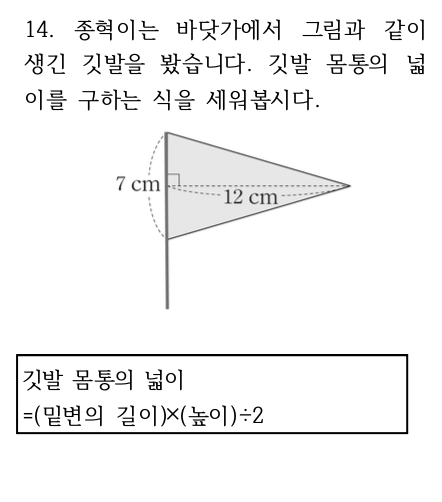 14. 종혁이는 바닷가에서 그림과 같이
생긴 깃발을 봤습니다. 깃발 몸통의 넓
이를 구하는 식을 세워봅시다.
7 cm
12 cm
깃발 몸통의 넓이
=(밑변의 길이)×(높이)÷2